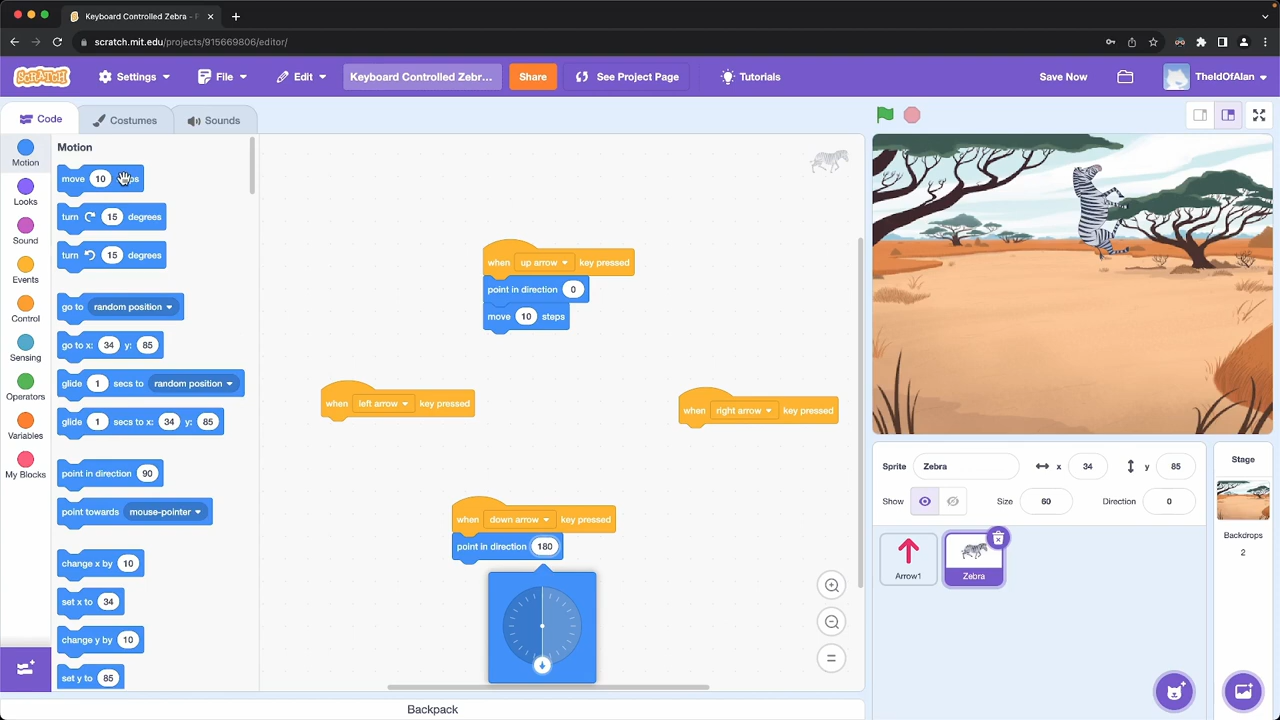 Keyboard Controlled Zebra - F
scratch.mit.edu/projects/915669806/editor/
SCRATCH
Settings
File
Edit
Keyboard Controlled Zebr...
Share
See Project Page
Tutorials
Save Now
TheIdOfAlan
Code
Costumes
Sounds
Motion
Looks
Sound
Events
Control
Sensing
Operators
Variables
My Blocks
Motion
move 10
turn 15 degrees
turn 15 degrees
go to random position
go to x: 34 y: 85
glide 1 secs to random position
glide 1 secs to x: 34 y: 85
point in direction 90
point towards mouse-pointer
change x by 10
set x to 34
change y by 10
set y to 85
when up arrow key pressed
point in direction 0
move 10 steps
when left arrow key pressed
when right arrow key pressed
when down arrow key pressed
point in direction 180
Backpack
Sprite Zebra x 34 y 85
Show Size 60 Direction 0
Arrow1
Zebra
Stage
Backdrops
2